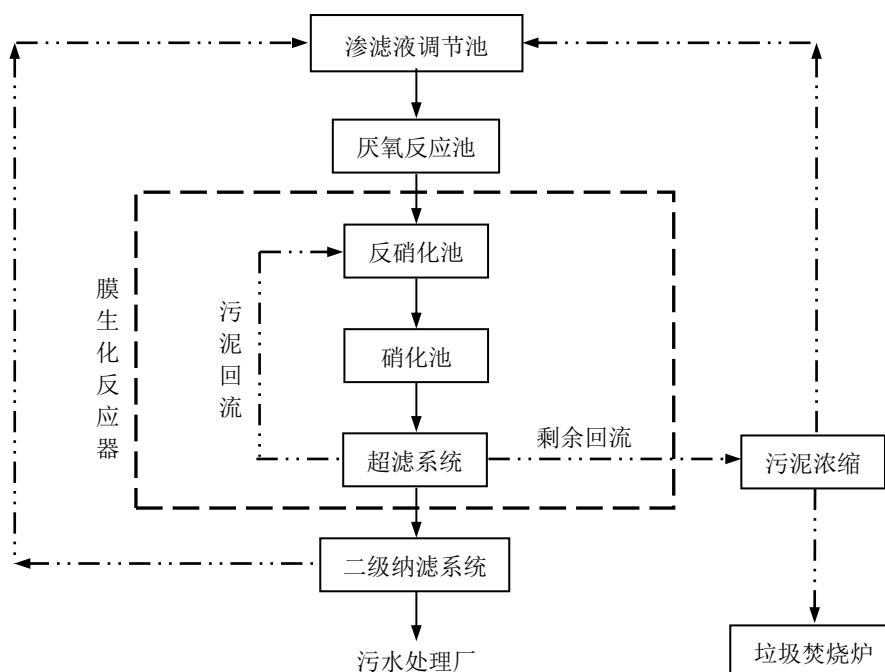 渗滤液调节池
厌氧反应池
反硝化池
膜生化反应器
污泥回流
硝化池
剩余回流
超滤系统
污泥浓缩
二级纳滤系统
污水处理厂
垃圾焚烧炉